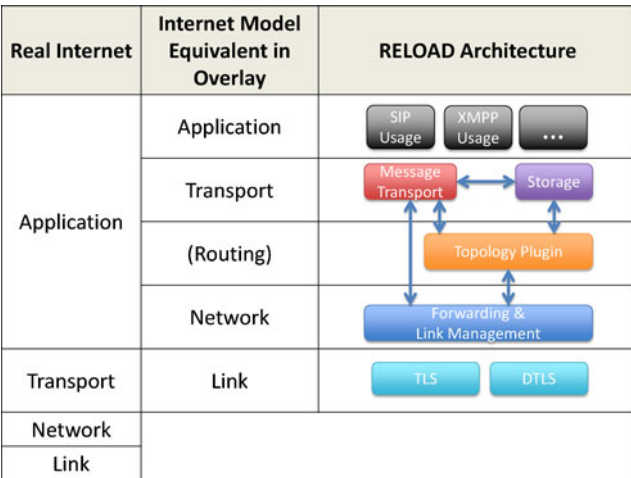 Real Internet
Internet Model
Equivalent in
Overlay
RELOAD Architecture
Application
Application
SIP
Usage
XMPP
Usage
...
Transport
Message
Transport
Storage
(Routing)
Topology Plugin
Network
Forwarding &
Link Management
Transport
Link
TLS
DTLS
Network
Link